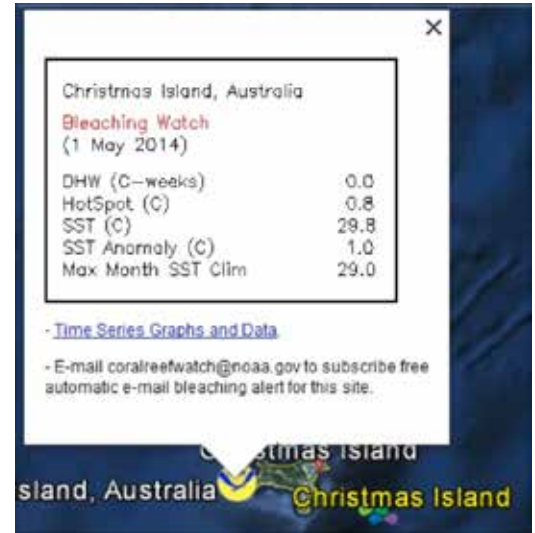 ×
Christmas Island, Australia
Bleaching Watch
(1 May 2014)
DHW (C-weeks) 0.0
HotSpot (C) 0.8
SST (C) 29.8
SST Anomaly (C) 1.0
Max Month SST Clim 29.0
- Time Series Graphs and Data.
- E-mail coralreefwatch@noaa.gov to subscribe free
automatic e-mail bleaching alert for this site.
stmas Island
sland, Australia
Christmas Island